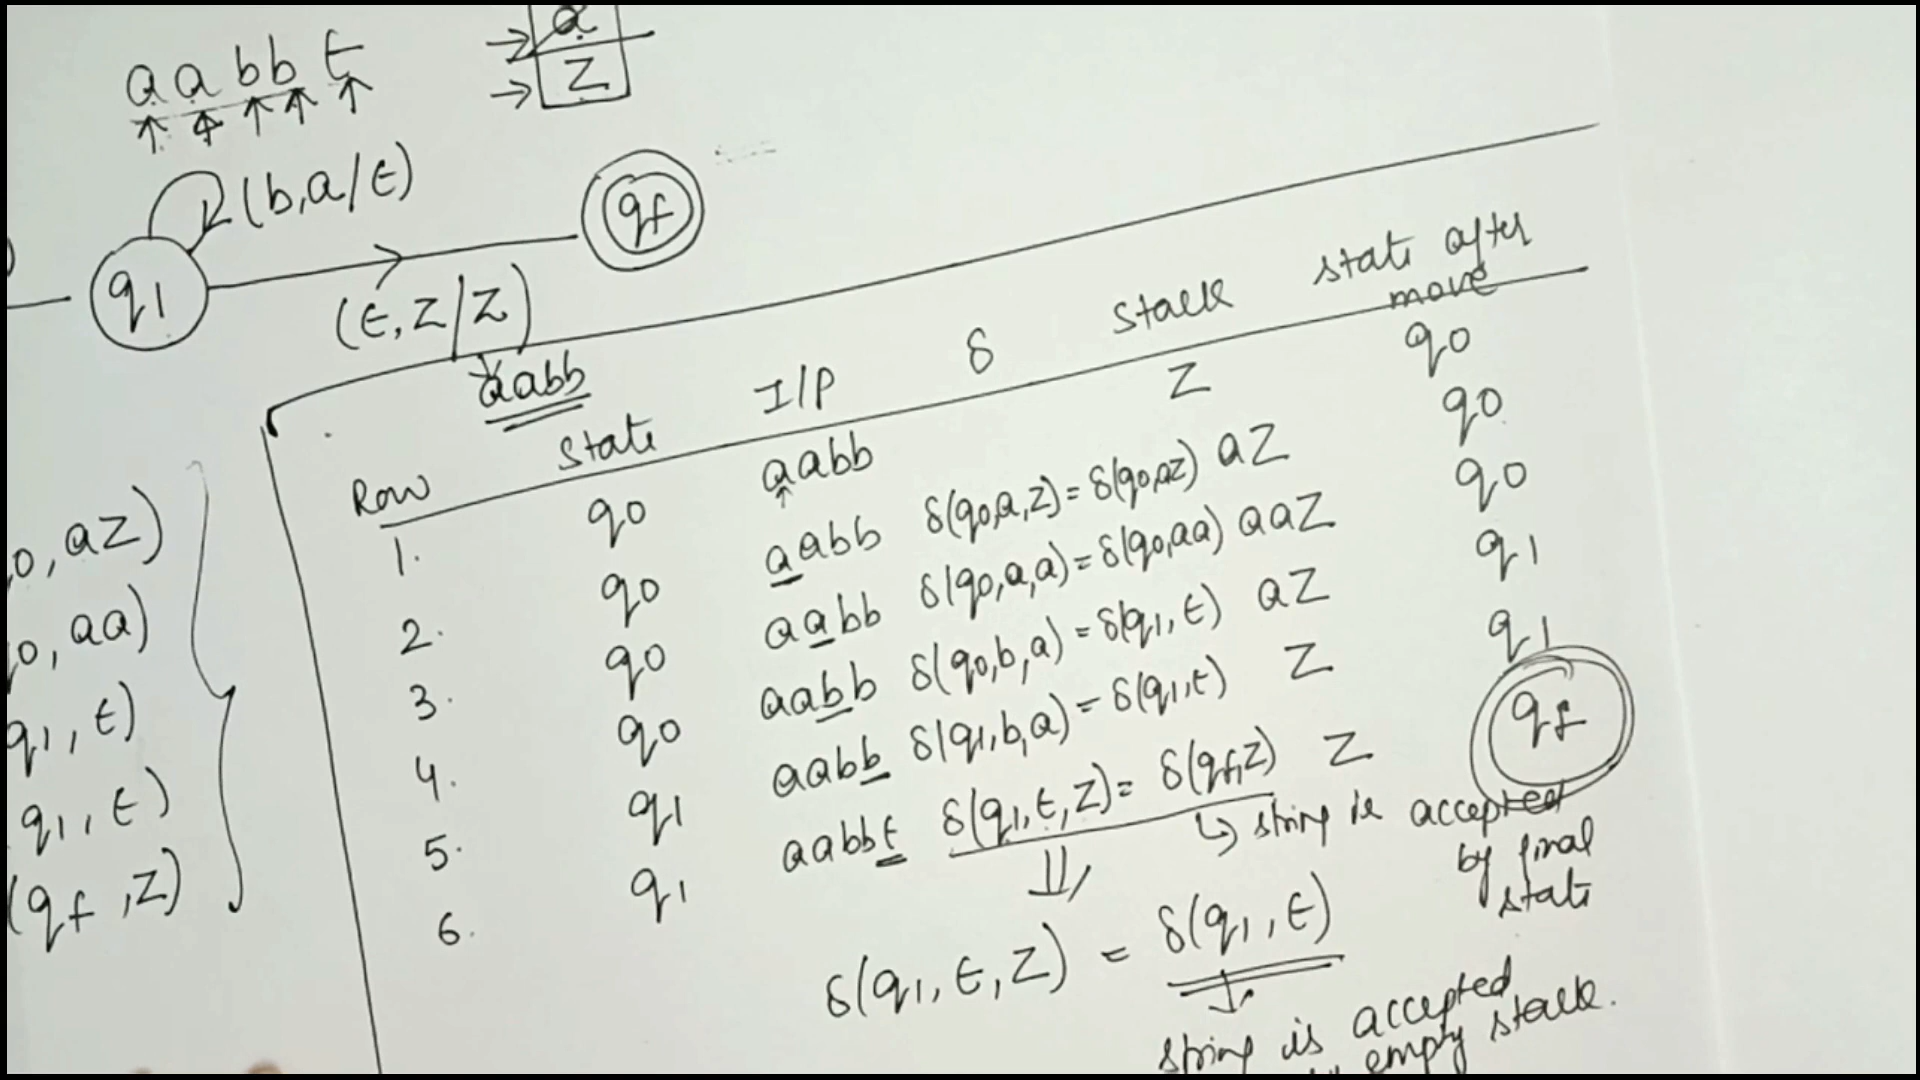 a a b b ε
a
Z
(b,a/ε)
q1
qf
(ε,Z/Z)
aabb
Row State I/P δ Stack State after move
1. q0 aabb Z q0
2. q0 aabb δ(q0,a,z)= δ(q0,az) aZ q0
3. q0 aabb δ(q0,a,a)= δ(q0,aa) aaZ q0
4. q0 aabb δ(q0,b,a)= δ(q1,ε) aZ q1
5. q1 aabb δ(q1,b,a)= δ(q1,ε) Z q1
6. q1 aabbε δ(q1,ε,Z)= δ(qf,Z) Z qf
0,aZ)
0,aa)
q1,ε)
q1,ε)
(qf,Z)
↳ string is accepted
by final
state
δ(q1,ε,Z) = δ(q1,ε)
string is accepted
empty stack.